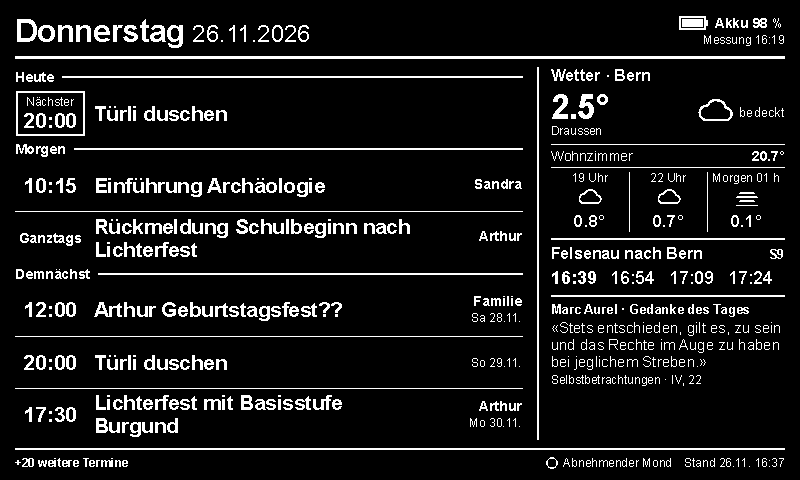 Donnerstag 26.11.2026
Akku 98 %
Messung 16:19
Heute
Nächster
20:00 Türli duschen
Morgen
10:15 Einführung Archäologie Sandra
Ganztags Rückmeldung Schulbeginn nach
Lichterfest Arthur
Demnächst
12:00 Arthur Geburtstagsfest?? Familie
Sa 28.11.
20:00 Türli duschen So 29.11.
17:30 Lichterfest mit Basisstufe
Burgund Arthur
Mo 30.11.
+20 weitere Termine
Wetter · Bern
2.5° bedeckt
Draussen
Wohnzimmer 20.7°
19 Uhr 22 Uhr Morgen 01 h
0.8° 0.7° 0.1°
Felsenau nach Bern S9
16:39 16:54 17:09 17:24
Marc Aurel · Gedanke des Tages
«Stets entschieden, gilt es, zu sein
und das Rechte im Auge zu haben
bei jeglichem Streben.»
Selbstbetrachtungen · IV, 22
Abnehmender Mond Stand 26.11. 16:37